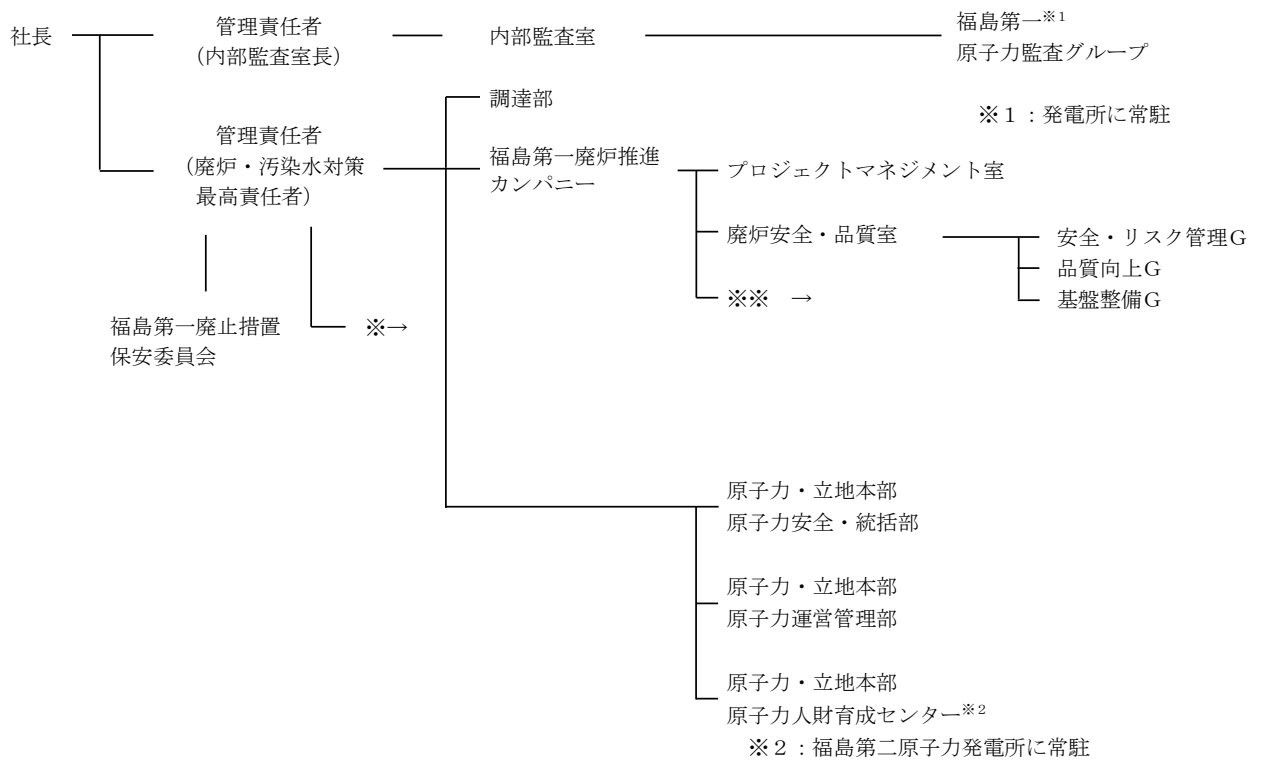 社長
管理責任者
(内部監査室長)
内部監査室
福島第一※1
原子力監査グループ
※1:発電所に常駐
調達部
管理責任者
(廃炉・汚染水対策
最高責任者)
福島第一廃炉推進
カンパニー
プロジェクトマネジメント室
廃炉安全・品質室
安全・リスク管理G
品質向上G
基盤整備G
※※ →
福島第一廃止措置
保安委員会
※→
原子力・立地本部
原子力安全・統括部
原子力・立地本部
原子力運営管理部
原子力・立地本部
原子力人財育成センター※2
※2:福島第二原子力発電所に常駐